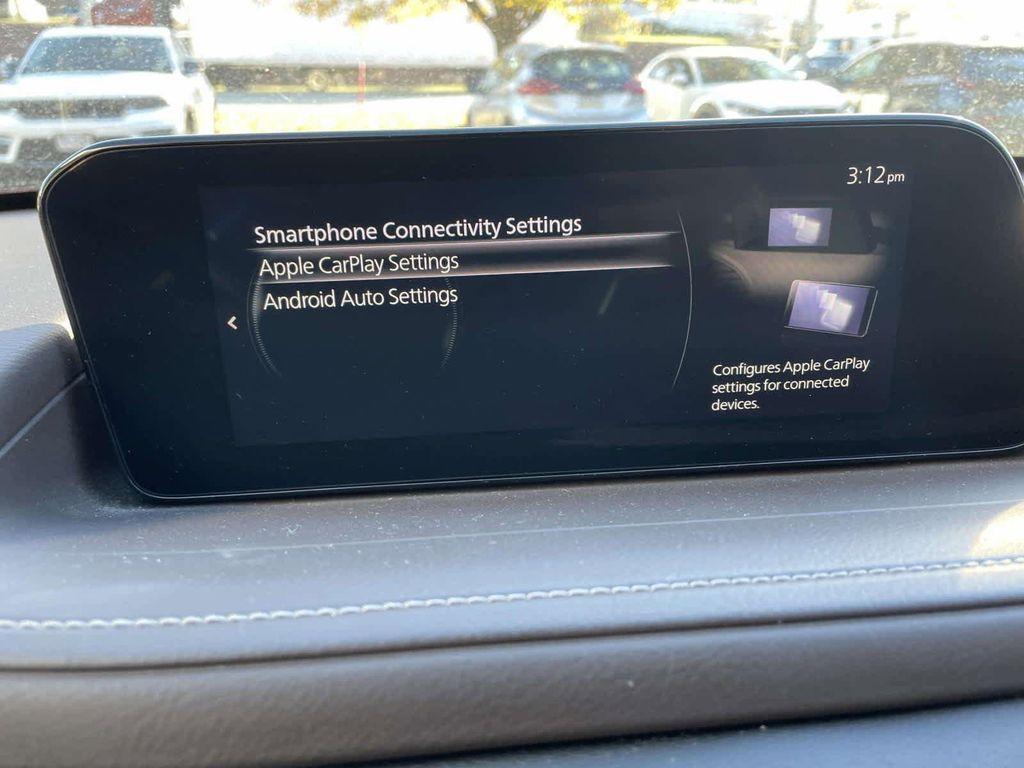 3:12pm
Smartphone Connectivity Settings
Apple CarPlay Settings
Android Auto Settings
Configures Apple CarPlay
settings for connected
devices.